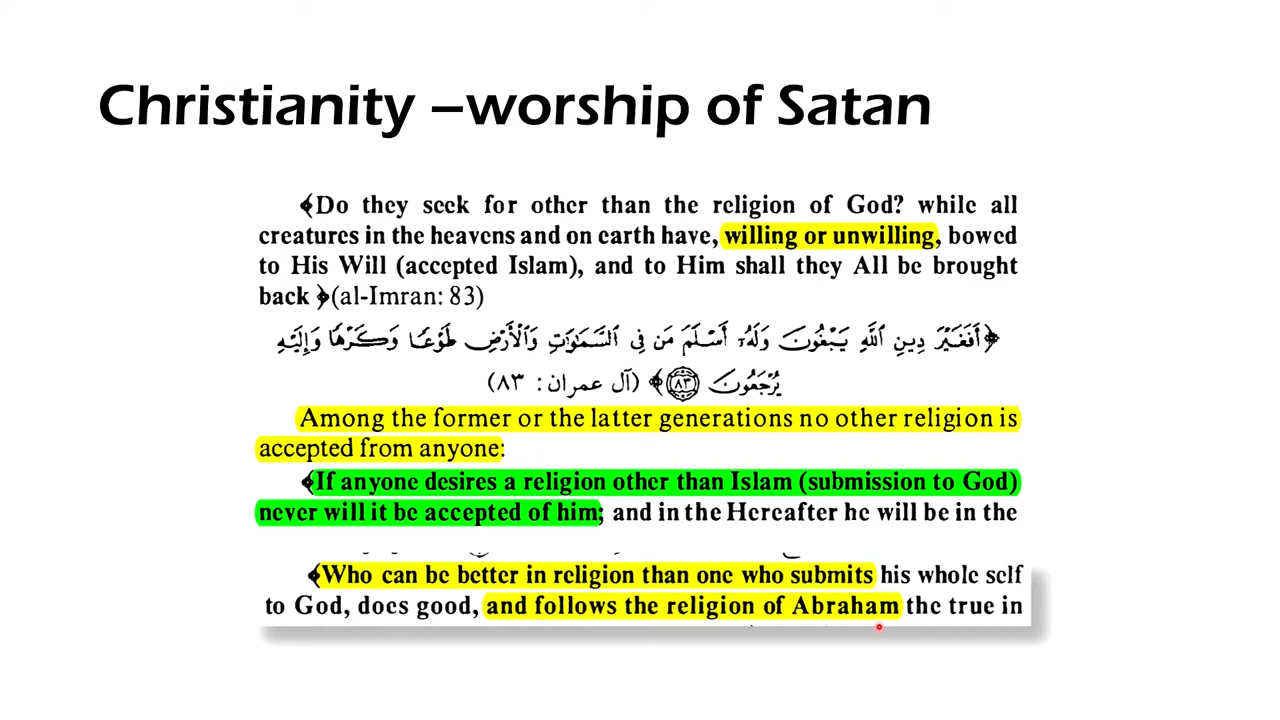 Christianity –worship of Satan
﴿Do they seek for other than the religion of God? while all
creatures in the heavens and on earth have, willing or unwilling, bowed
to His Will (accepted Islam), and to Him shall they All be brought
back ﴾(al-Imran: 83)
﴿أَفَغَيْرَ دِينِ ٱللَّهِ يَبْغُونَ وَلَهُۥٓ أَسْلَمَ مَن فِى ٱلسَّمَٰوَٰتِ وَٱلْأَرْضِ طَوْعًا وَكَرْهًا وَإِلَيْهِ
يُرْجَعُونَ ۝٨٣﴾ (آل عمران: ٨٣)
Among the former or the latter generations no other religion is
accepted from anyone:
﴿If anyone desires a religion other than Islam (submission to God)
never will it be accepted of him; and in the Hereafter he will be in the
﴿Who can be better in religion than one who submits his whole self
to God, does good, and follows the religion of Abraham the true in